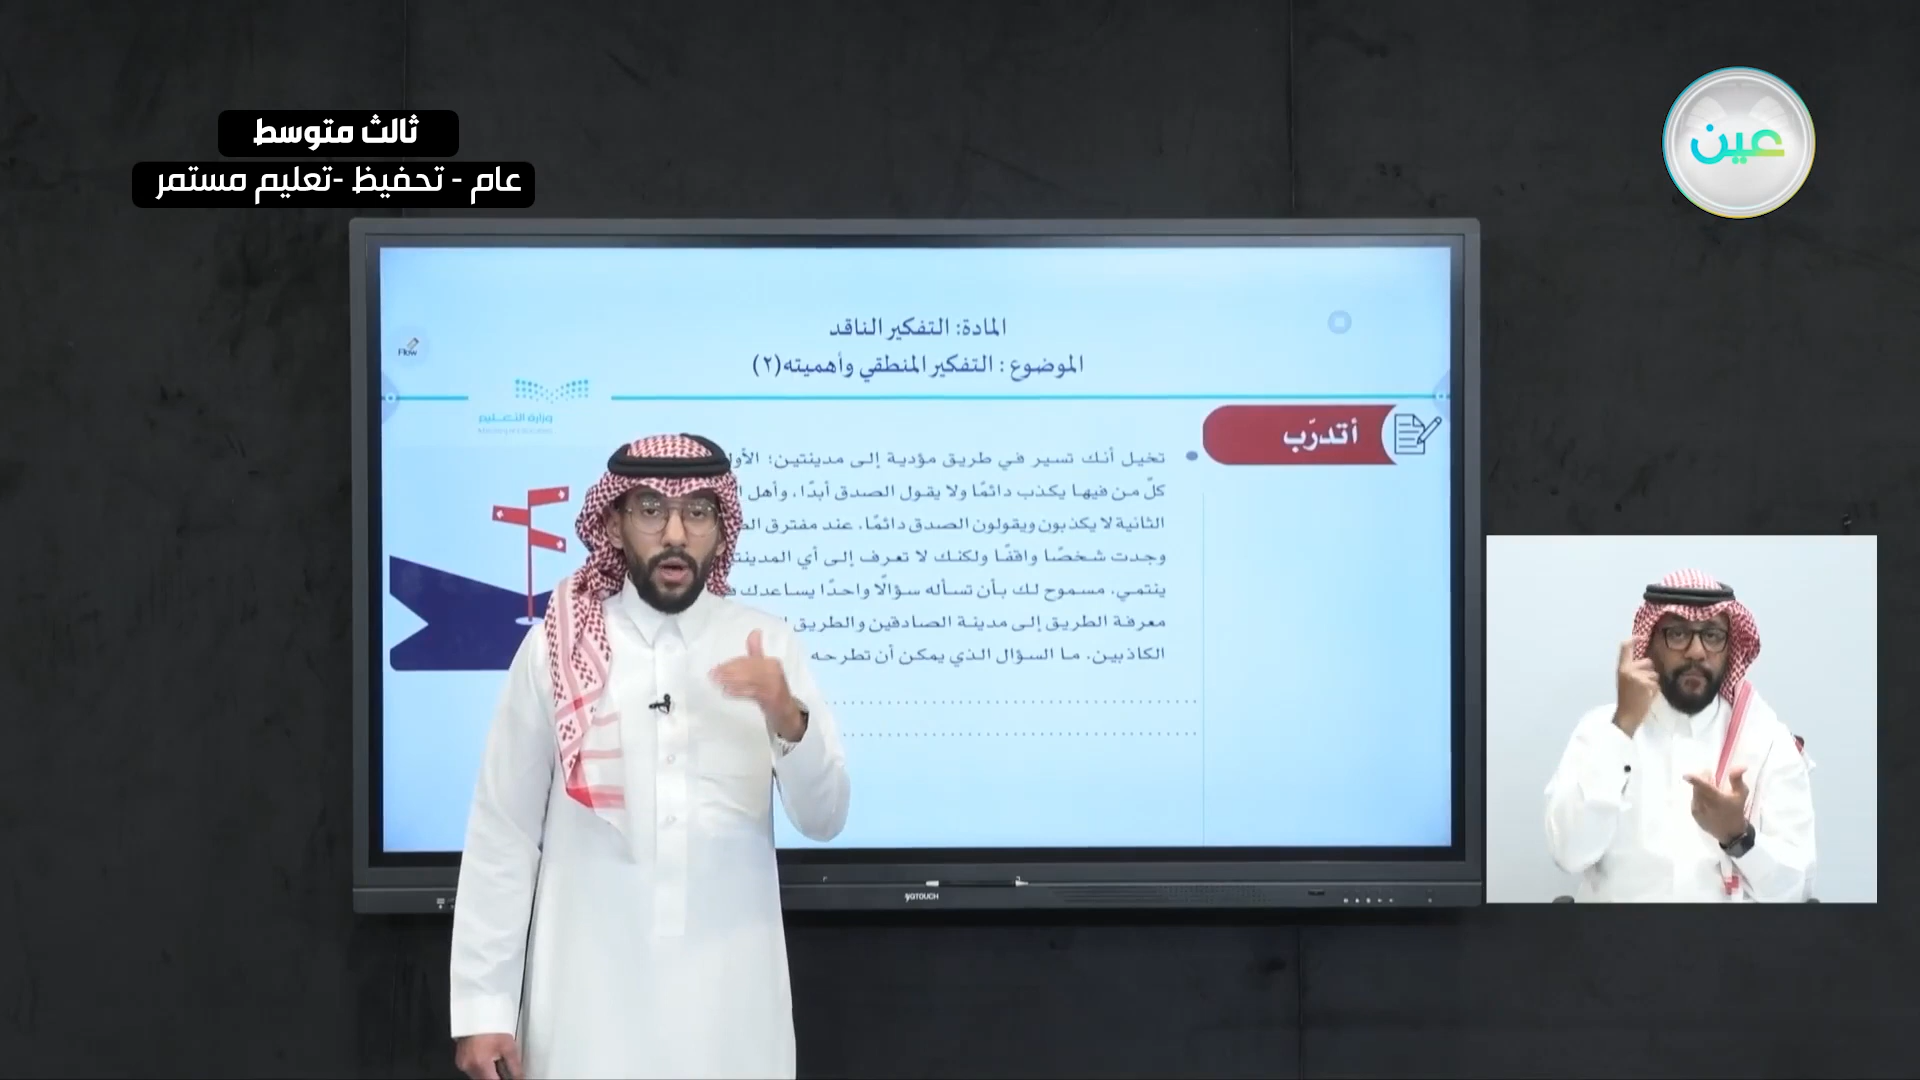 ثالث متوسط
عام - تحفيظ -تعليم مستمر
عين
المادة: التفكير الناقد
الموضوع : التفكير المنطقي وأهميته(٢)
Flow
وزارة التعليم
أتدرّب
تخيل أنك تسير في طريق مؤدية إلى مدينتين؛ الأول
كلّ من فيها يكذب دائمًا ولا يقول الصدق أبدًا، وأهل
الثانية لا يكذبون ويقولون الصدق دائمًا. عند مفترق
وجدت شخصًا واقفًا ولكنك لا تعرف إلى أي
ينتمي. مسموح لك بأن تسأله سؤالًا واحدًا يساعدك
معرفة الطريق إلى مدينة الصادقين والطريق
الكاذبين. ما السؤال الذي يمكن أن تطرحه